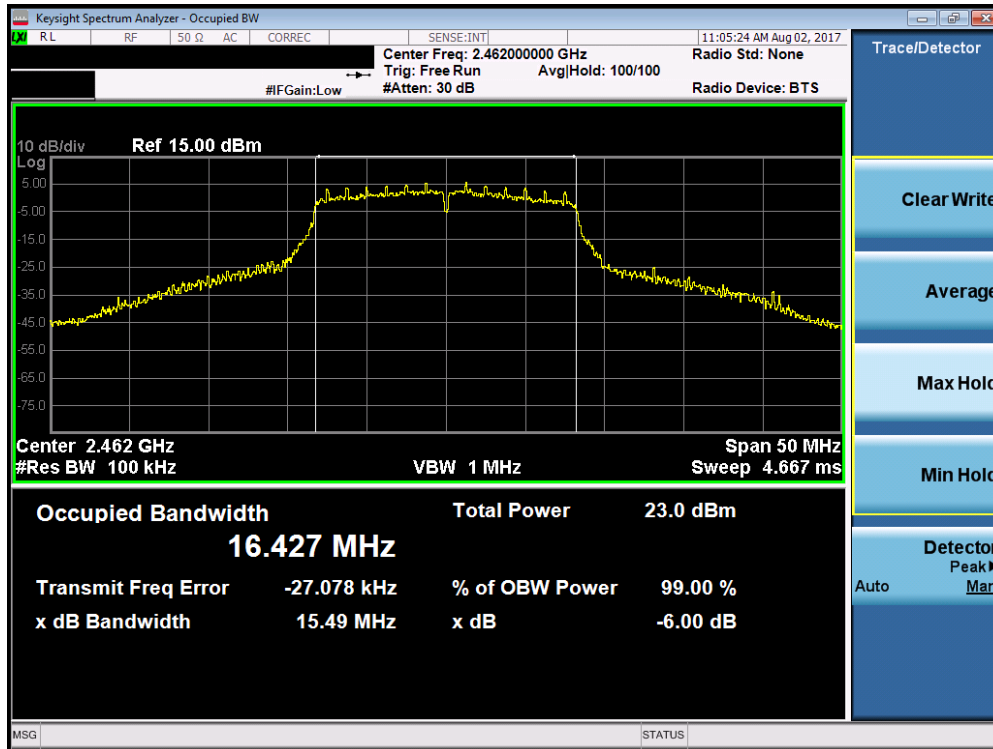 Keysight Spectrum Analyzer - Occupied BW
LXI RL RF 50 Ω AC CORREC SENSE:INT 11:05:24 AM Aug 02, 2017
Center Freq: 2.462000000 GHz Radio Std: None
Trig: Free Run Avg|Hold: 100/100
#IFGain:Low #Atten: 30 dB Radio Device: BTS
10 dB/div Ref 15.00 dBm
Log
5.00
-5.00
-15.0
-25.0
-35.0
-45.0
-55.0
-65.0
-75.0
Center 2.462 GHz Span 50 MHz
#Res BW 100 kHz VBW 1 MHz Sweep 4.667 ms
Occupied Bandwidth Total Power 23.0 dBm
16.427 MHz
Transmit Freq Error -27.078 kHz % of OBW Power 99.00 %
x dB Bandwidth 15.49 MHz x dB -6.00 dB
MSG STATUS
Trace/Detector
Clear Write
Average
Max Hold
Min Hold
Detector
Peak
Auto Man